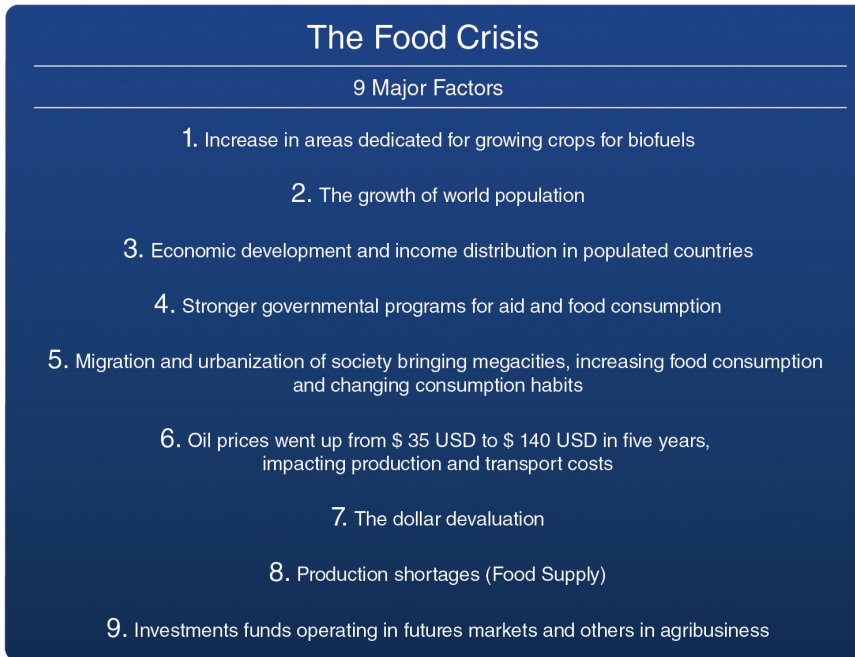 The Food Crisis
9 Major Factors
1. Increase in areas dedicated for growing crops for biofuels
2. The growth of world population
3. Economic development and income distribution in populated countries
4. Stronger governmental programs for aid and food consumption
5. Migration and urbanization of society bringing megacities, increasing food consumption
and changing consumption habits
6. Oil prices went up from $ 35 USD to $ 140 USD in five years,
impacting production and transport costs
7. The dollar devaluation
8. Production shortages (Food Supply)
9. Investments funds operating in futures markets and others in agribusiness